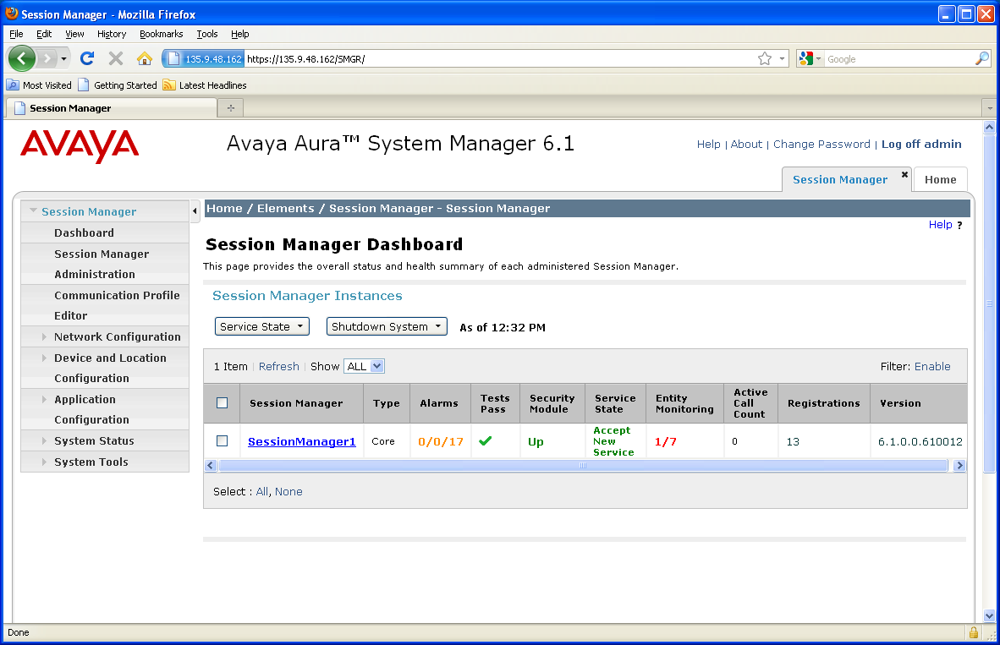 Session Manager - Mozilla Firefox
File Edit View History Bookmarks Tools Help
135.9.48.162 https://135.9.48.162/SMGR/
Google
Most Visited Getting Started Latest Headlines
Session Manager
AVAYA
Avaya Aura™ System Manager 6.1
Help | About | Change Password | Log off admin
Session Manager Home
Session Manager
Dashboard
Session Manager
Administration
Communication Profile
Editor
Network Configuration
Device and Location
Configuration
Application
Configuration
System Status
System Tools
Home / Elements / Session Manager - Session Manager
Help ?
Session Manager Dashboard
This page provides the overall status and health summary of each administered Session Manager.
Session Manager Instances
Service State Shutdown System As of 12:32 PM
1 Item | Refresh | Show ALL Filter: Enable
Session Manager Type Alarms Tests Pass Security Module Service State Entity Monitoring Active Call Count Registrations Version
SessionManager1 Core 0/0/17 Up Accept New Service 1/7 0 13 6.1.0.0.610012
Select : All, None
Done